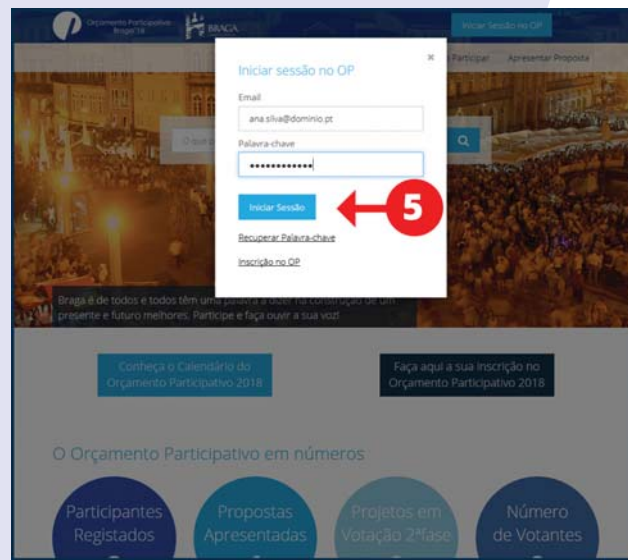 Orçamento Participativo
Braga'18
BRAGA
Iniciar Sessão no OP
Participar
Apresentar Proposta
Iniciar sessão no OP
×
Email
ana.silva@dominio.pt
Palavra-chave
••••••••••••
Iniciar Sessão
5
Recuperar Palavra-chave
Inscrição no OP
O que
Braga é de todos e todos têm uma palavra a dizer na construção de um
presente e futuro melhores. Participe e faça ouvir a sua voz!
Conheça o Calendário do
Orçamento Participativo 2018
Faça aqui a sua inscrição no
Orçamento Participativo 2018
O Orçamento Participativo em números
Participantes
Registados
Propostas
Apresentadas
Projetos em
Votação 2ªfase
Número
de Votantes